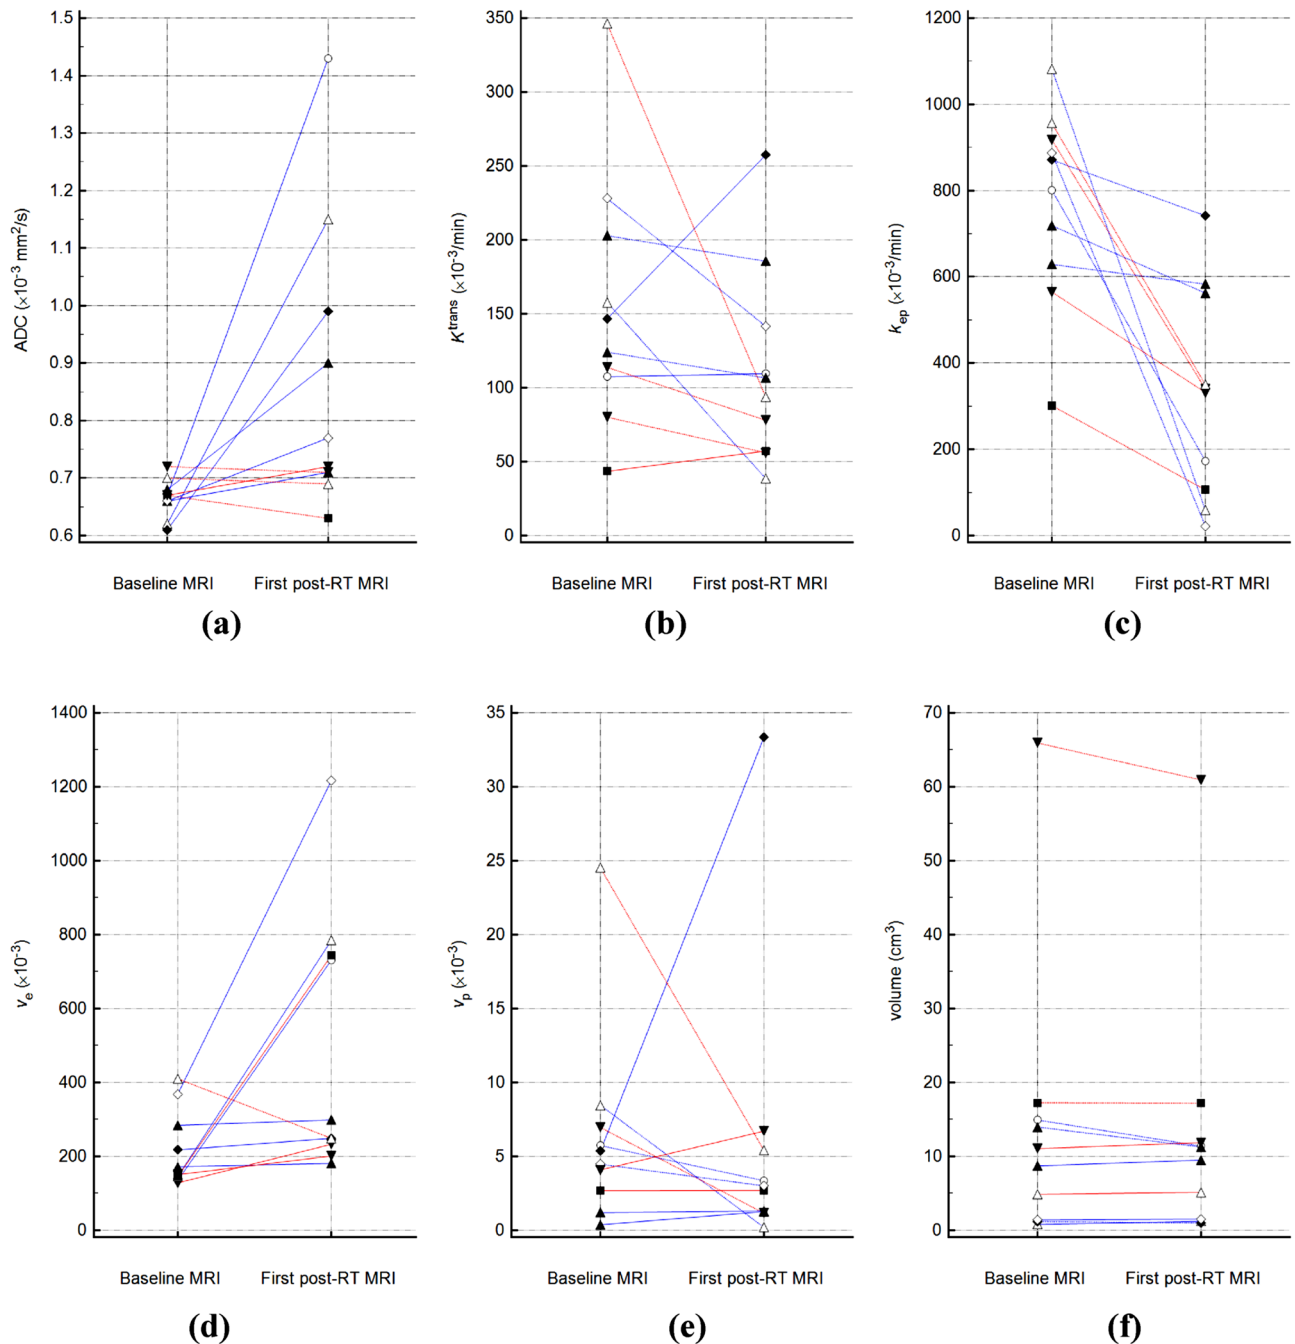 1.5
1.4
1.3
1.2
1.1
1.0
0.9
0.8
0.7
0.6
ADC (×10⁻³ mm²/s)
Baseline MRI
First post-RT MRI
(a)
350
300
250
200
150
100
50
0
Kᵗʳᵃⁿˢ (×10⁻³/min)
Baseline MRI
First post-RT MRI
(b)
1200
1000
800
600
400
200
0
kₑₚ (×10⁻³/min)
Baseline MRI
First post-RT MRI
(c)
1400
1200
1000
800
600
400
200
0
vₑ (×10⁻³)
Baseline MRI
First post-RT MRI
(d)
35
30
25
20
15
10
5
0
vₚ (×10⁻³)
Baseline MRI
First post-RT MRI
(e)
70
60
50
40
30
20
10
0
volume (cm³)
Baseline MRI
First post-RT MRI
(f)